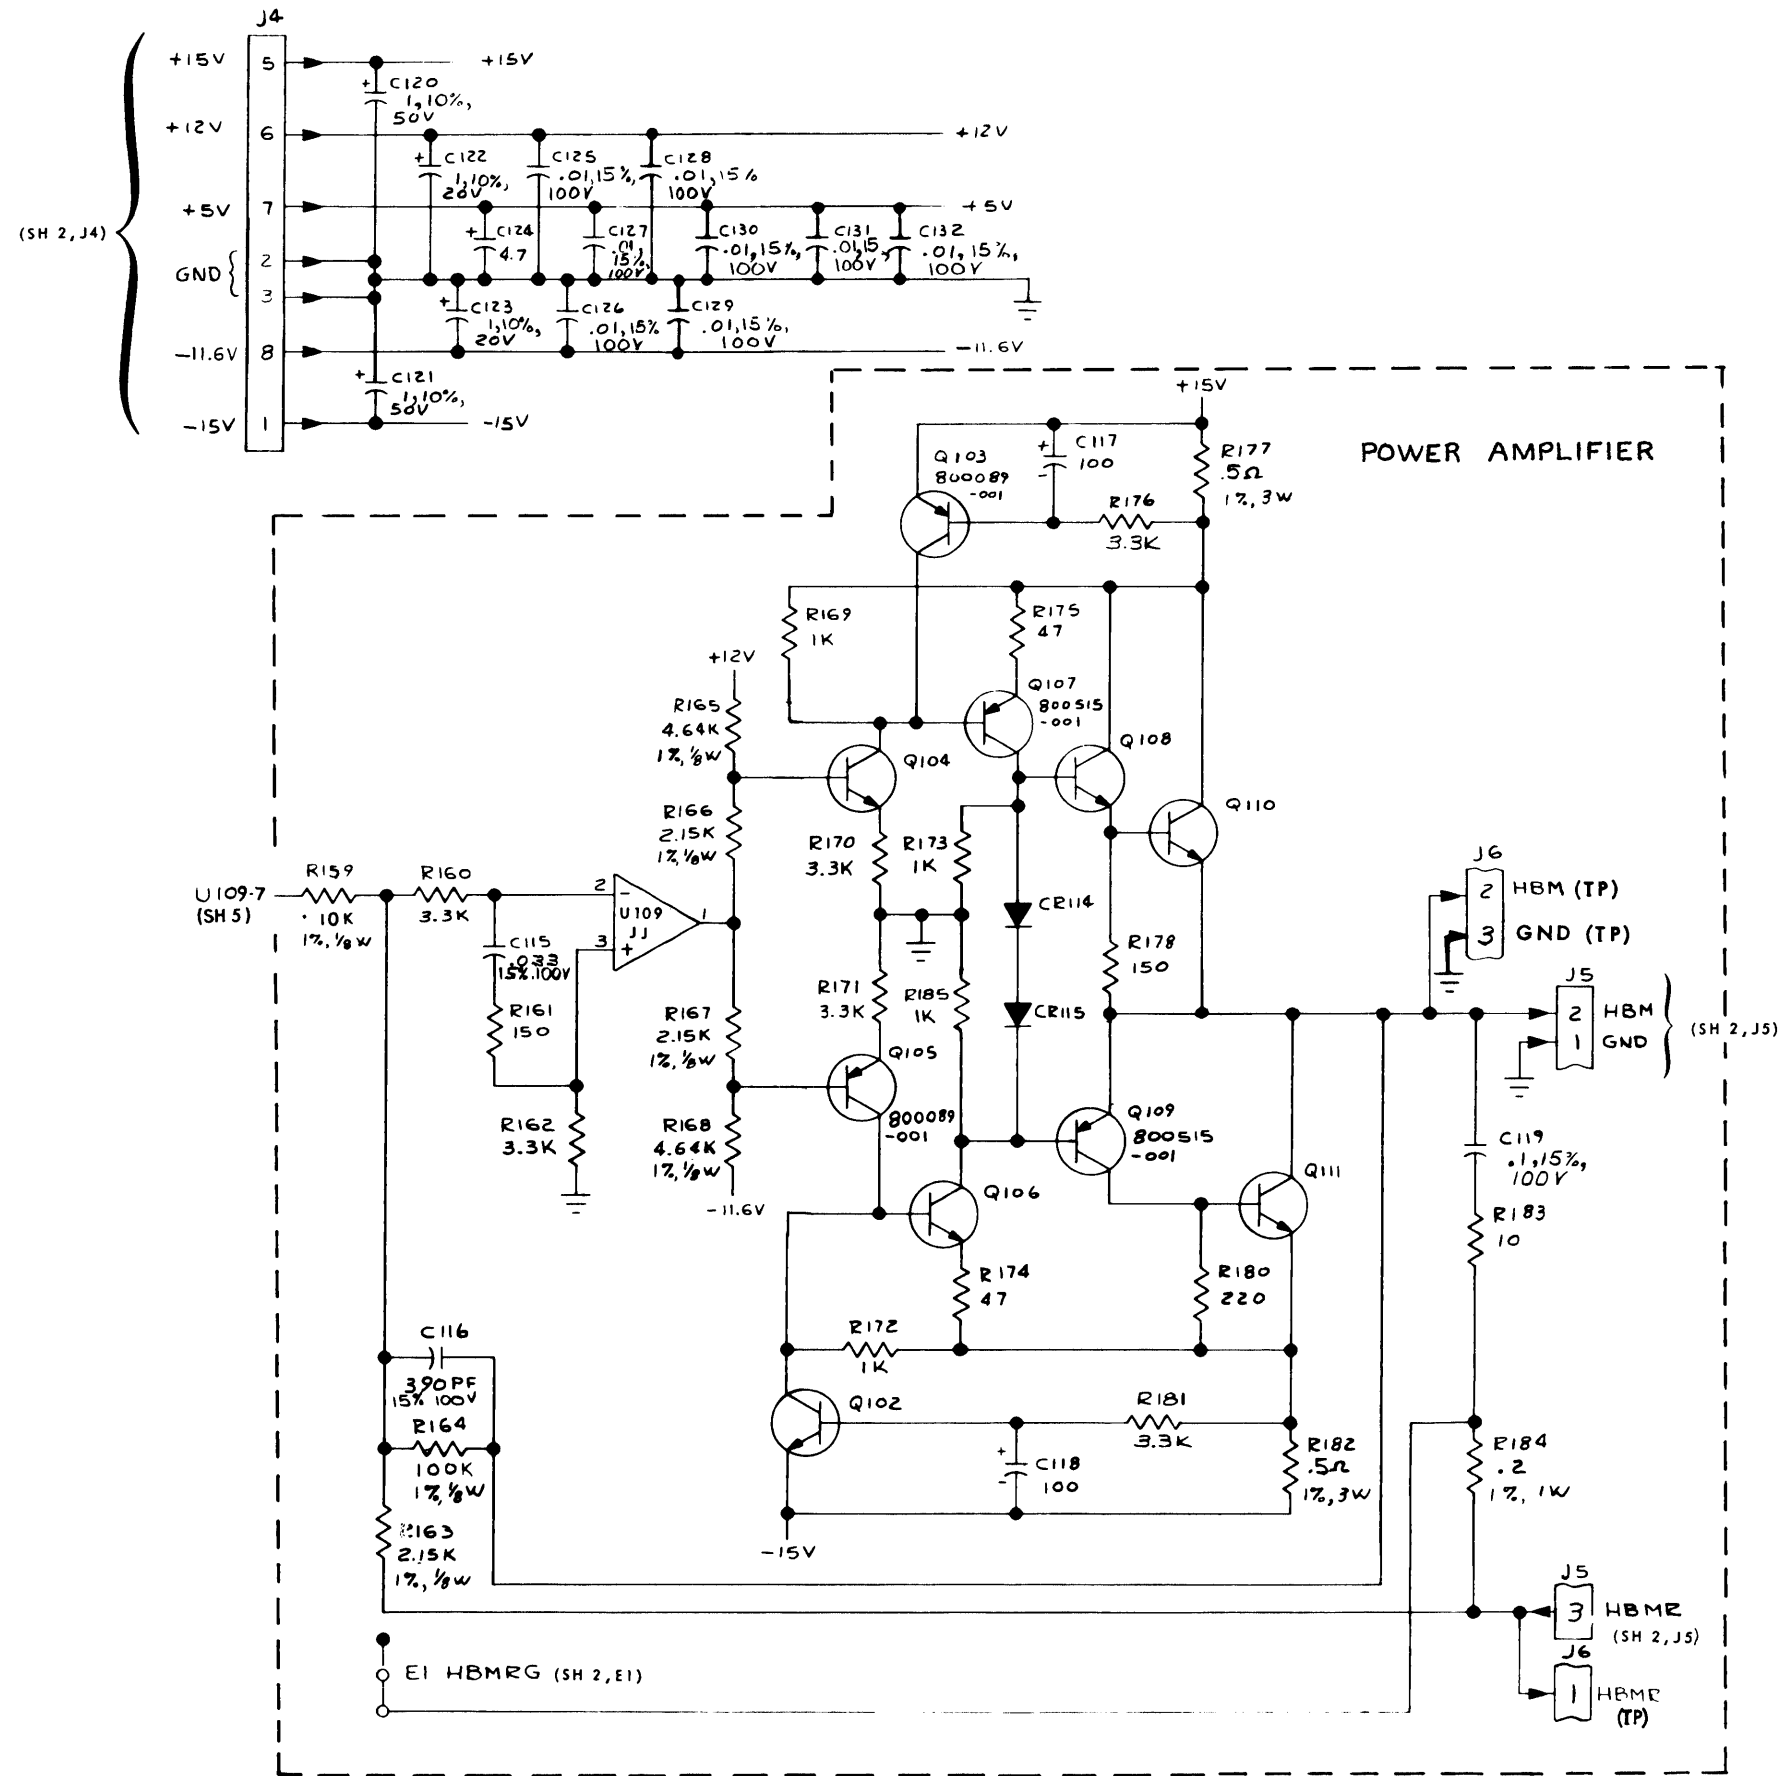 J4
+15V 5 +15V
C120
1,10%,
50V
+12V 6 +12V
C122
1,10%,
20V
C125
.01,15%,
100V
C128
.01,15%
100V
+5V 7 +5V
C124
4.7
C127
.01,
15%,
100V
C130
.01,15%,
100V
C131
.01,15,
100V
C132
.01,15%,
100V
(SH 2, J4)
GND
2
3
C123
1,10%,
20V
C126
.01,15%
100V
C129
.01,15%,
100V
-11.6V 8 -11.6V
C121
1,10%,
50V
-15V 1 -15V
POWER AMPLIFIER
+15V
Q103
800089
-001
C117
100
+
-
R177
.5Ω
1%, 3W
R176
3.3K
R169
1K
R175
47
+12V
Q107
800515
-001
R165
4.64K
1%, 1/8W
Q104
Q108
Q110
R166
2.15K
1%, 1/8W
R170
3.3K
R173
1K
J6
2 HBM (TP)
3 GND (TP)
U109-7
(SH 5)
R159
10K
1%, 1/8W
R160
3.3K
2 -
U109
JJ
1
3 +
CR114
C115
.033
15%.100V
R178
150
R161
150
R171
3.3K
R185
1K
CR115
R167
2.15K
1%, 1/8W
J5
2 HBM
1 GND
(SH 2, J5)
Q105
800089
-001
R162
3.3K
R168
4.64K
1%, 1/8W
-11.6V
Q109
800515
-001
Q106
Q111
C119
.1,15%,
100V
R183
10
R174
47
R180
220
C116
390PF
15% 100V
R172
1K
Q102
R181
3.3K
R164
100K
1%, 1/8W
C118
100
+
-
R182
.5Ω
1%, 3W
R184
.2
1%, 1W
R163
2.15K
1%, 1/8W
-15V
J5
3 HBMR
(SH 2, J5)
J6
1 HBMR
(TP)
E1 HBMRG (SH 2, E1)